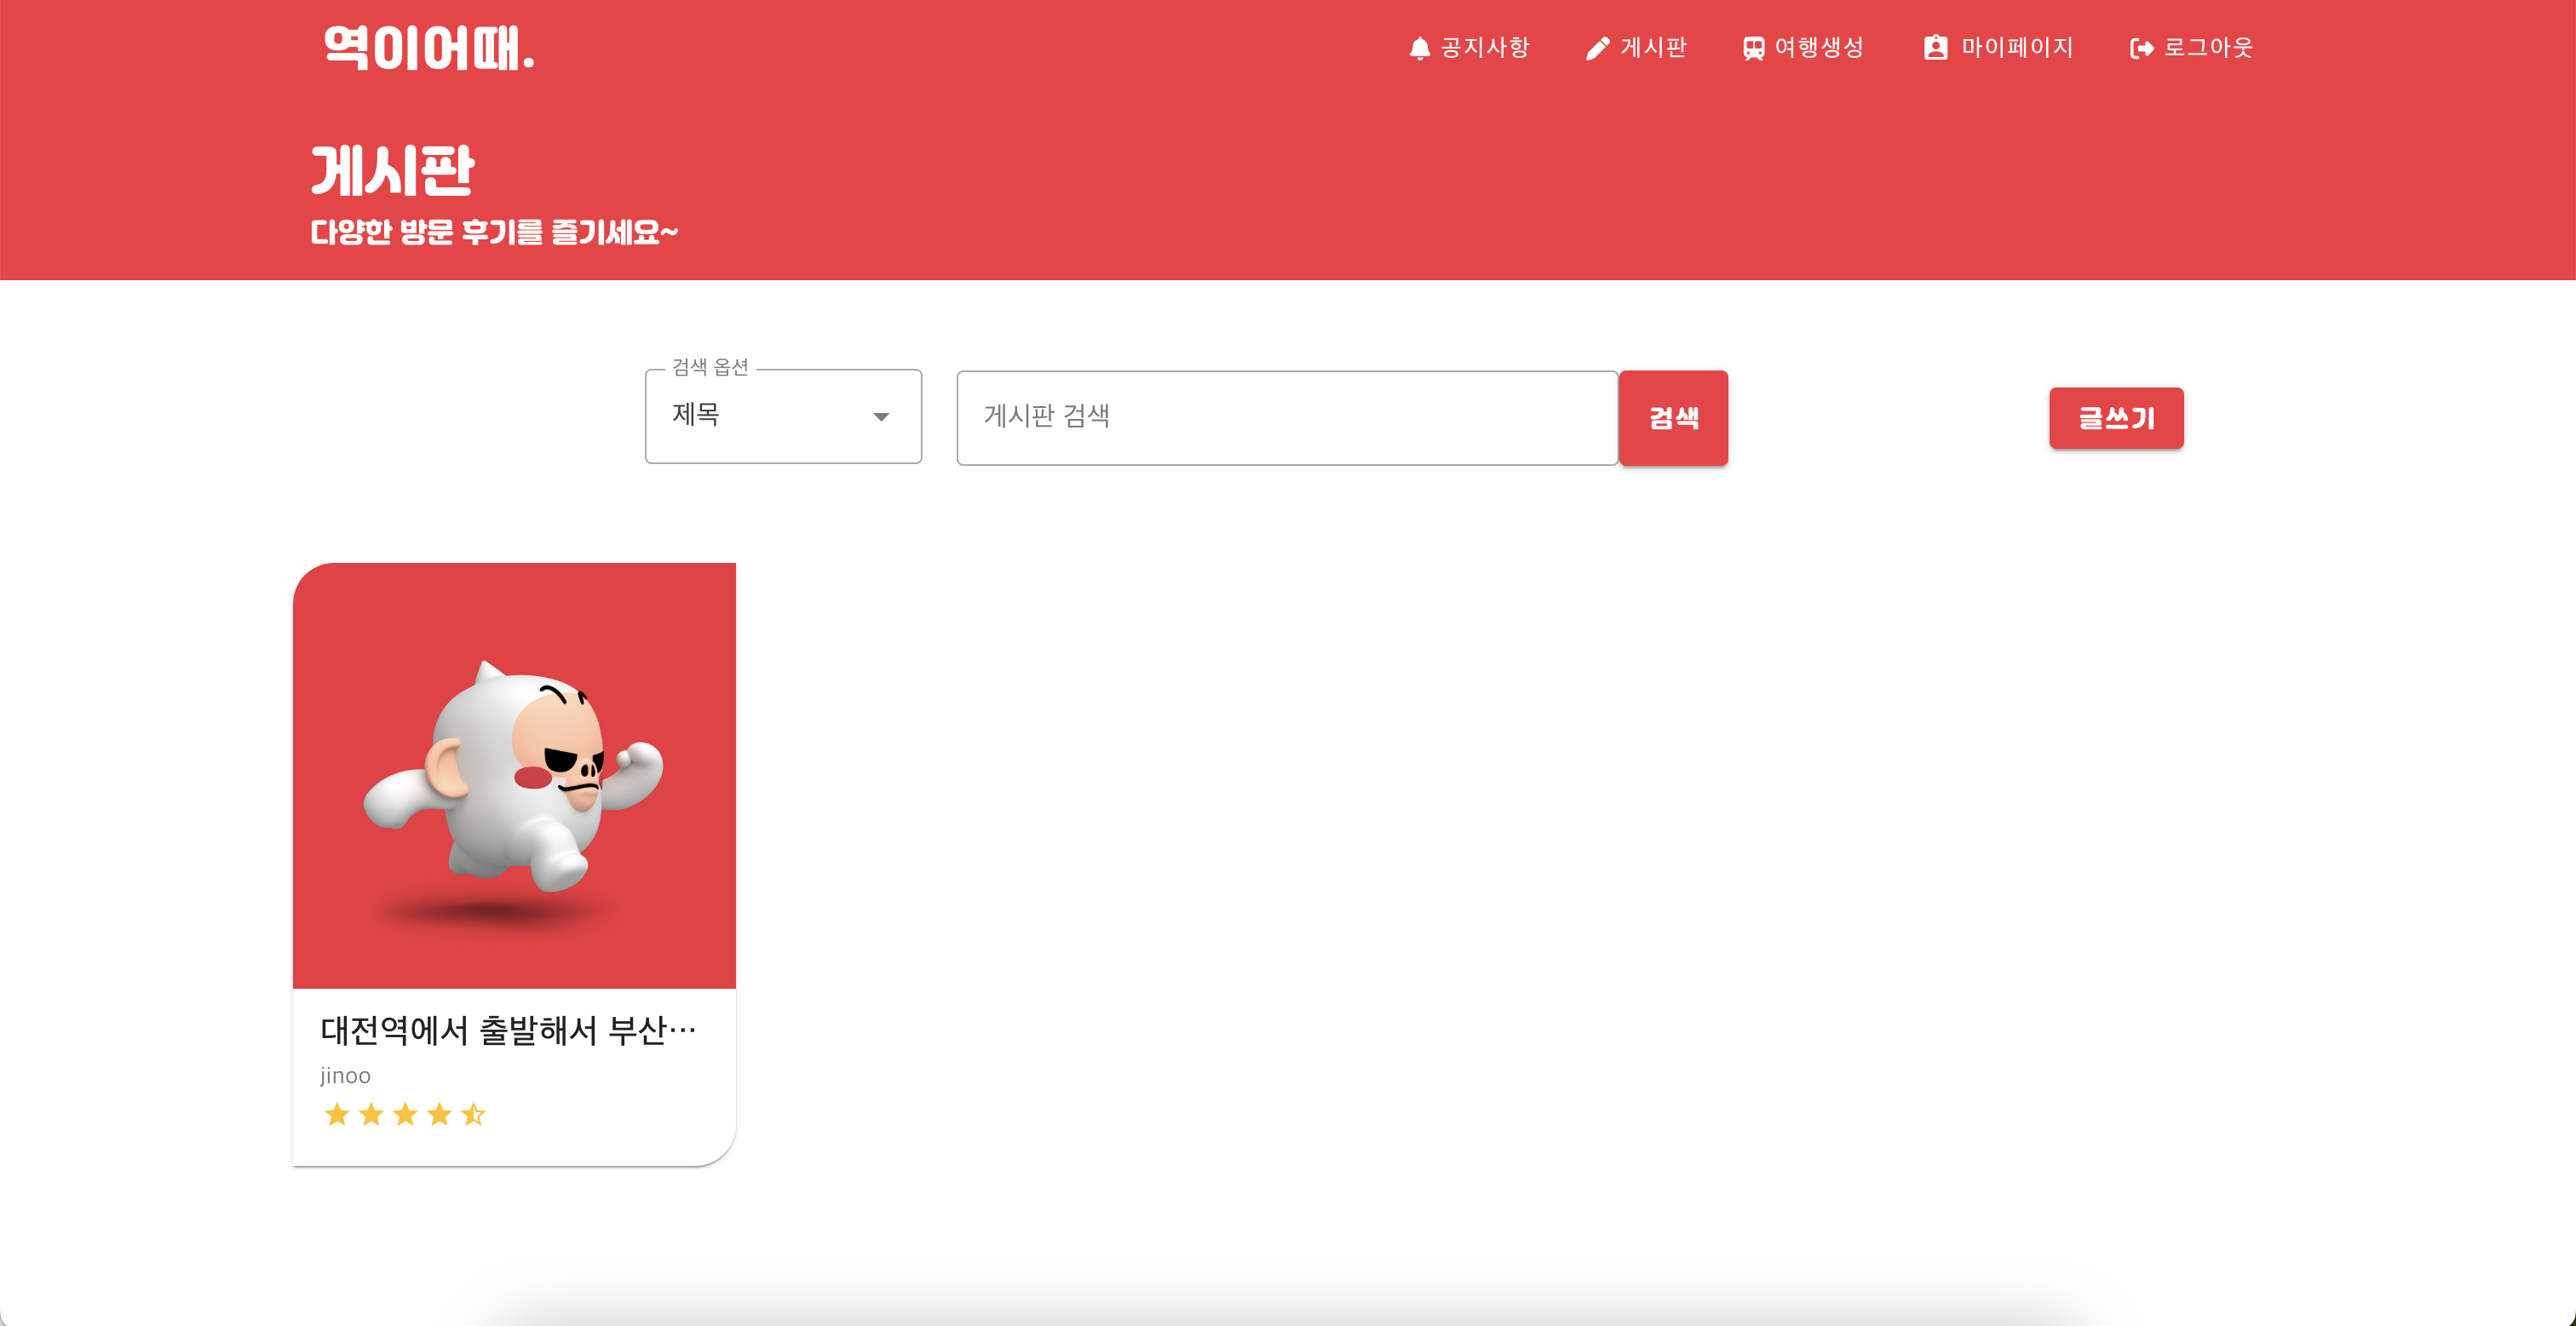 역이어때.
공지사항 게시판 여행생성 마이페이지 로그아웃
게시판
다양한 방문 후기를 즐기세요~
검색 옵션
제목
게시판 검색
검색
글쓰기
대전역에서 출발해서 부산…
jinoo